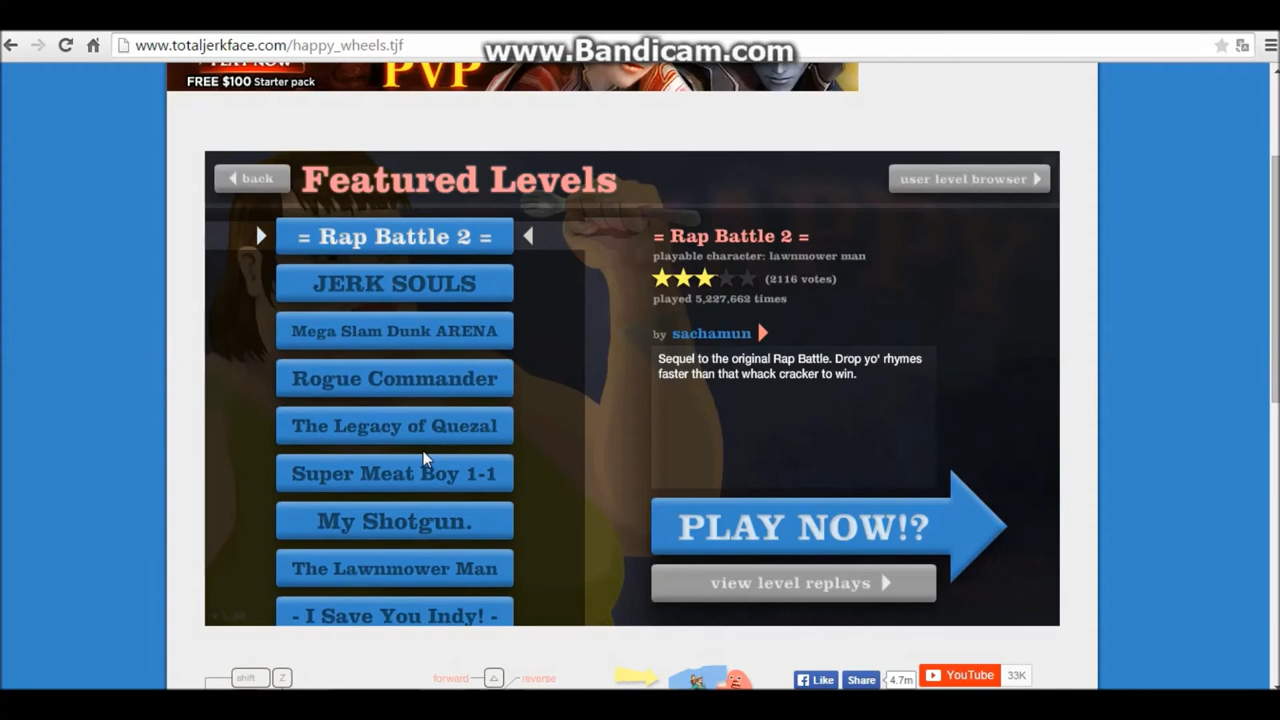 www.totaljerkface.com/happy_wheels.tjf
www.Bandicam.com
FREE $100 Starter pack
PVP
back
Featured Levels
user level browser
= Rap Battle 2 =
JERK SOULS
Mega Slam Dunk ARENA
Rogue Commander
The Legacy of Quezal
Super Meat Boy 1-1
My Shotgun.
The Lawnmower Man
- I Save You Indy! -
= Rap Battle 2 =
playable character: lawnmower man
(2116 votes)
played 5,227,662 times
by sachamun
Sequel to the original Rap Battle. Drop yo' rhymes
faster than that whack cracker to win.
PLAY NOW!?
view level replays
shift Z
forward
reverse
Like Share 4.7m
YouTube 33K